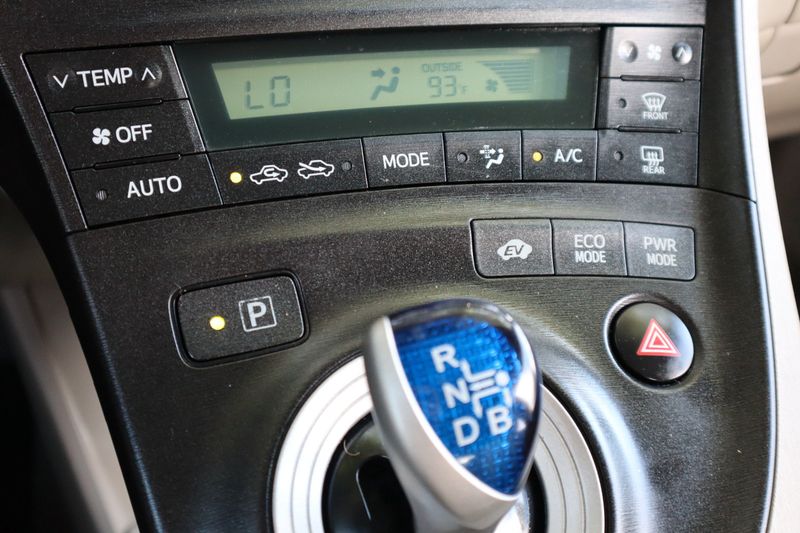 TEMP
LO
OUTSIDE
93°F
FRONT
OFF
AUTO
MODE
A/C
REAR
EV
ECO MODE
PWR MODE
P
R
N
D
B